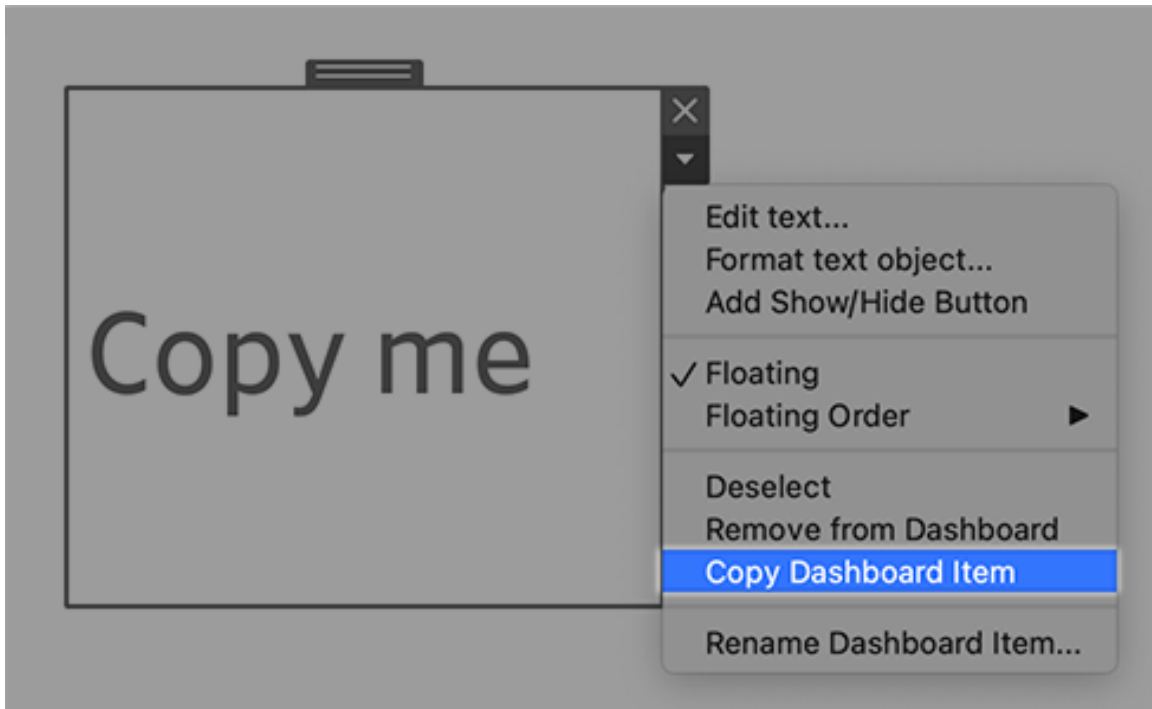 Copy me
Edit text...
Format text object...
Add Show/Hide Button
Floating
Floating Order
Deselect
Remove from Dashboard
Copy Dashboard Item
Rename Dashboard Item...